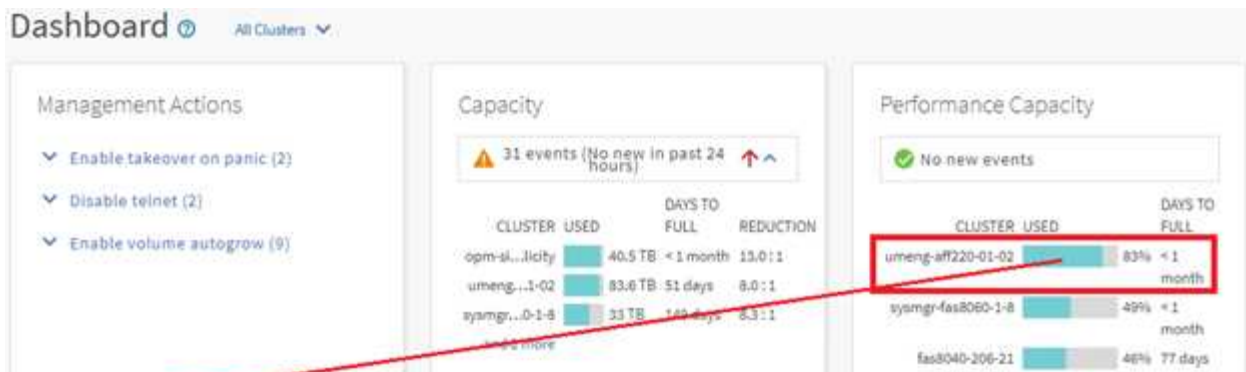 Dashboard All Clusters
Management Actions
Enable takeover on panic (2)
Disable telnet (2)
Enable volume autogrow (9)
Capacity
31 events (No new in past 24
hours)
DAYS TO
CLUSTER USED FULL REDUCTION
opm-si...licity 40.5 TB < 1 month 13.0 : 1
umeng...1-02 83.6 TB 51 days 8.0 : 1
sysmgr...0-1-8 33 TB 149 days 8.3 : 1
more
Performance Capacity
No new events
DAYS TO
CLUSTER USED FULL
umeng-aff220-01-02 83% < 1
month
sysmgr-fas8060-1-8 49% < 1
month
fas8040-206-21 46% 77 days